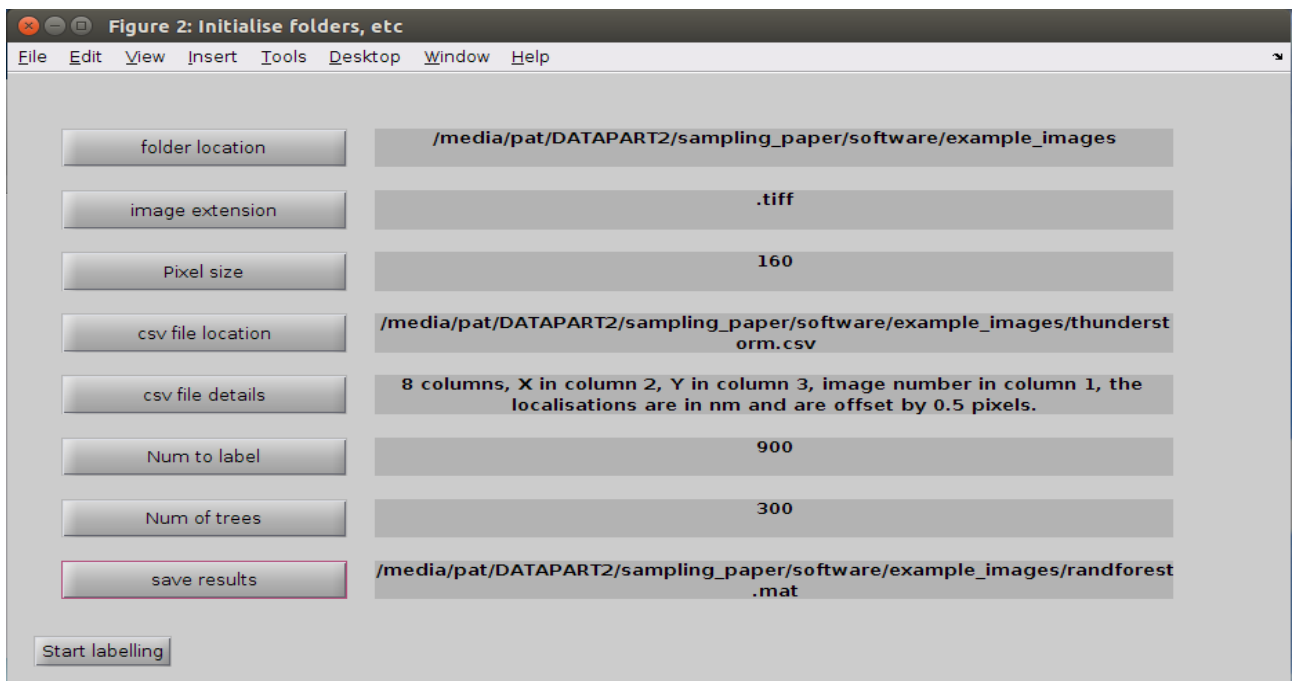 Figure 2: Initialise folders, etc
File Edit View Insert Tools Desktop Window Help
folder location
/media/pat/DATAPART2/sampling_paper/software/example_images
image extension
.tiff
Pixel size
160
csv file location
/media/pat/DATAPART2/sampling_paper/software/example_images/thunderst
orm.csv
csv file details
8 columns, X in column 2, Y in column 3, image number in column 1, the
localisations are in nm and are offset by 0.5 pixels.
Num to label
900
Num of trees
300
save results
/media/pat/DATAPART2/sampling_paper/software/example_images/randforest
.mat
Start labelling